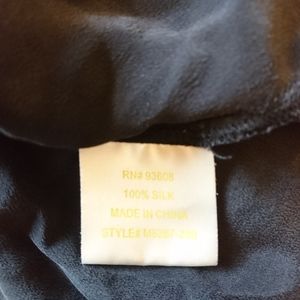 RN# 93608
100% SILK
MADE IN CHINA
STYLE#